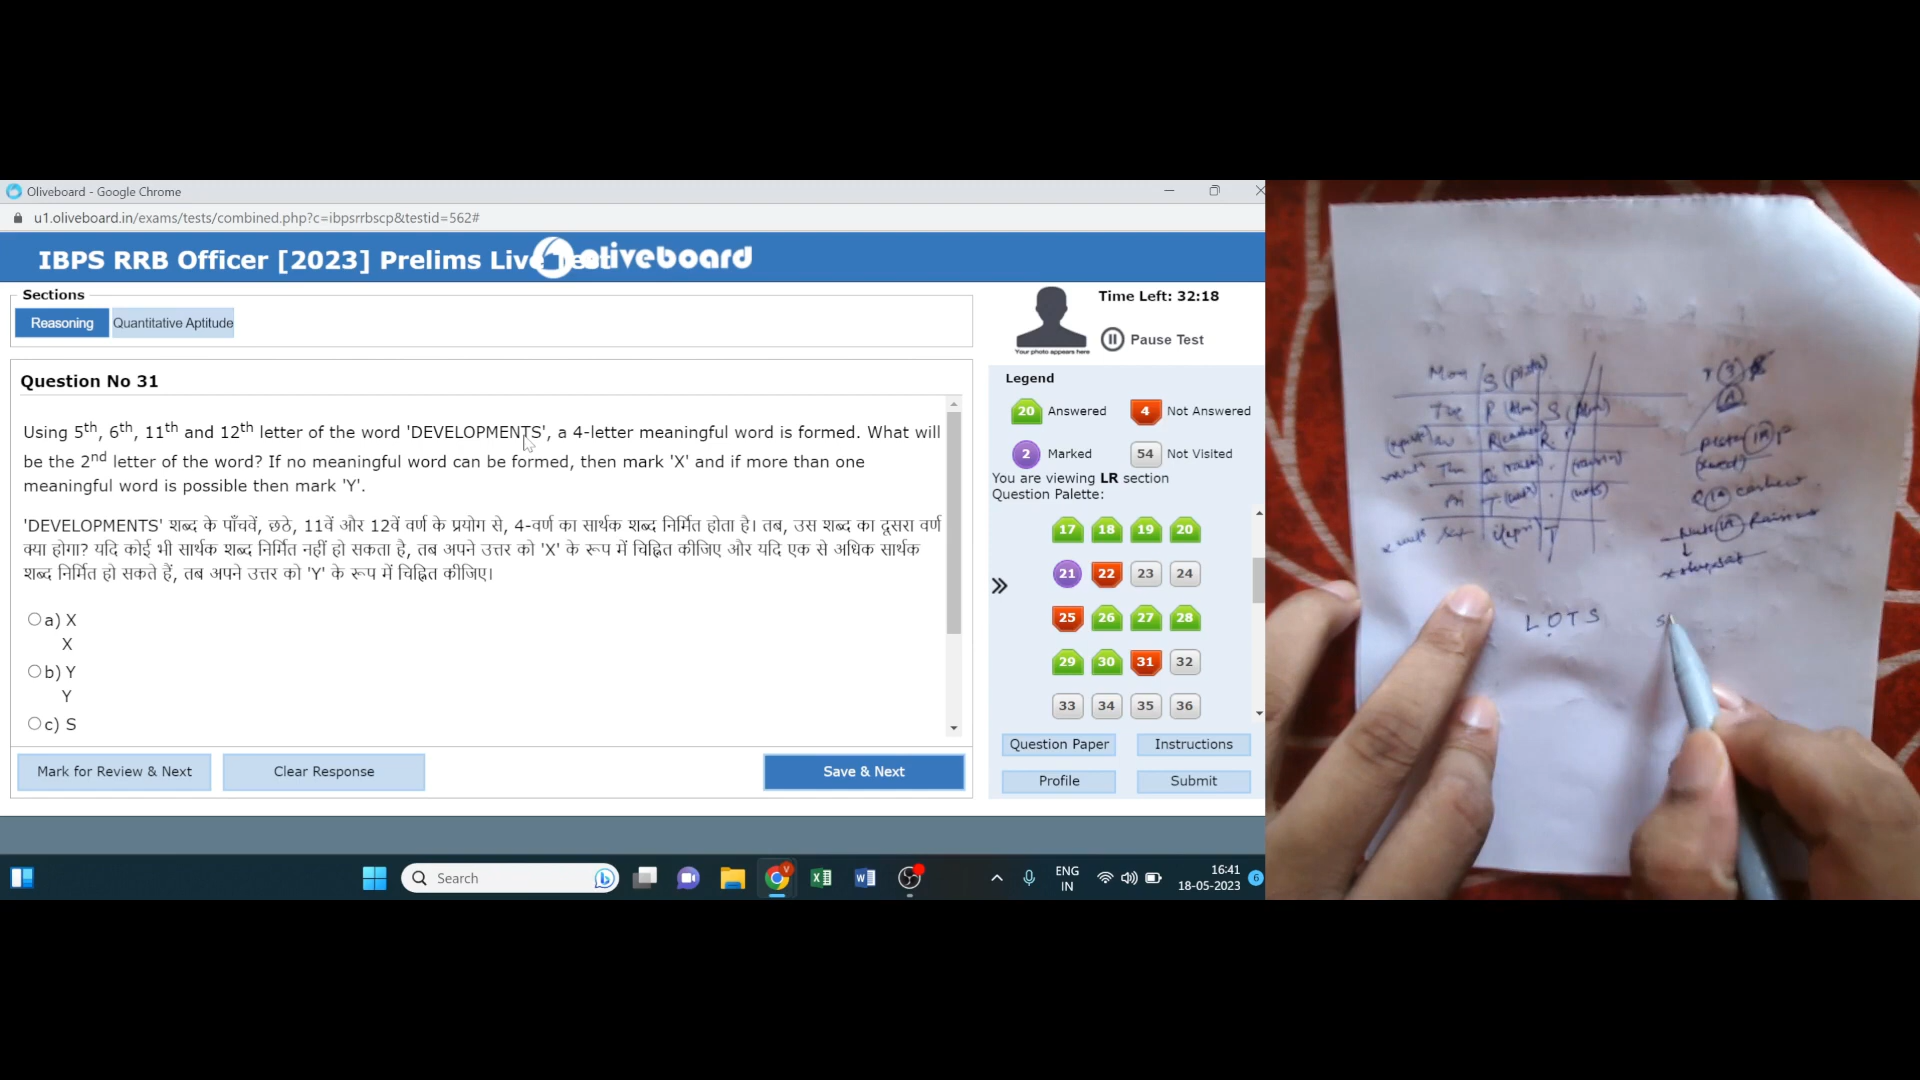 Oliveboard - Google Chrome
u1.oliveboard.in/exams/tests/combined.php?c=ibpsrrbscp&testid=562#
IBPS RRB Officer [2023] Prelims Live
oliveboard
Sections
Reasoning
Quantitative Aptitude
Your photo appears here
Time Left: 32:18
Pause Test
Question No 31
Using 5th, 6th, 11th and 12th letter of the word 'DEVELOPMENTS', a 4-letter meaningful word is formed. What will
be the 2nd letter of the word? If no meaningful word can be formed, then mark 'X' and if more than one
meaningful word is possible then mark 'Y'.
'DEVELOPMENTS' शब्द के पाँचवें, छठे, 11वें और 12वें वर्ण के प्रयोग से, 4-वर्ण का सार्थक शब्द निर्मित होता है। तब, उस शब्द का दूसरा वर्ण
क्या होगा? यदि कोई भी सार्थक शब्द निर्मित नहीं हो सकता है, तब अपने उत्तर को 'X' के रूप में चिह्नित कीजिए और यदि एक से अधिक सार्थक
शब्द निर्मित हो सकते हैं, तब अपने उत्तर को 'Y' के रूप में चिह्नित कीजिए।
a) X
X
b) Y
Y
c) S
Mark for Review & Next
Clear Response
Save & Next
Legend
20 Answered
4 Not Answered
2 Marked
54 Not Visited
You are viewing LR section
Question Palette:
17 18 19 20
21 22 23 24
25 26 27 28
29 30 31 32
33 34 35 36
Question Paper
Instructions
Profile
Submit
Search
ENG
IN
16:41
18-05-2023
6
Mon
LOTS
S